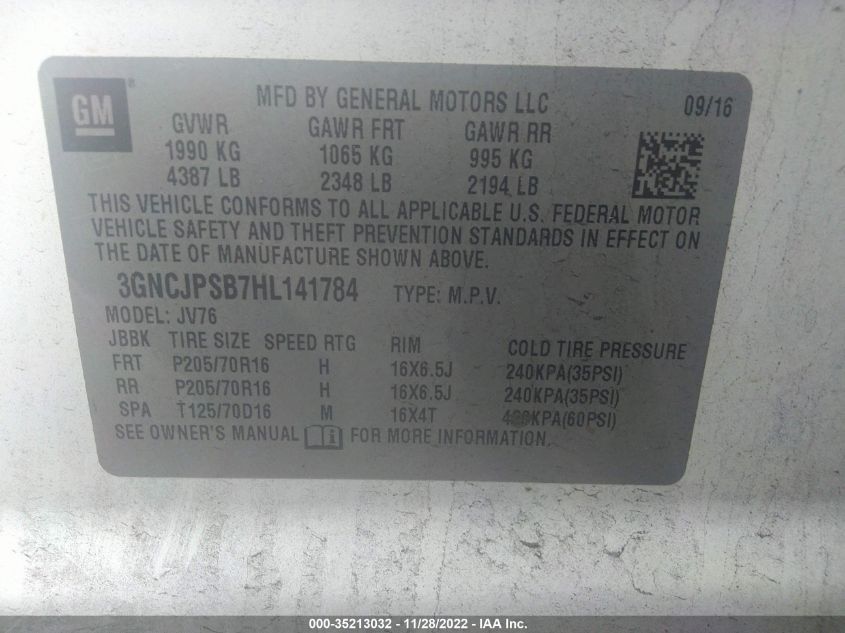 GM ®
MFD BY GENERAL MOTORS LLC 09/16
GVWR GAWR FRT GAWR RR
1990 KG 1065 KG 995 KG
4387 LB 2348 LB 2194 LB
THIS VEHICLE CONFORMS TO ALL APPLICABLE U.S. FEDERAL MOTOR
VEHICLE SAFETY AND THEFT PREVENTION STANDARDS IN EFFECT ON
THE DATE OF MANUFACTURE SHOWN ABOVE.
3GNCJPSB7HL141784 TYPE: M.P.V.
MODEL: JV76
JBBK TIRE SIZE SPEED RTG RIM COLD TIRE PRESSURE
FRT P205/70R16 H 16X6.5J 240KPA(35PSI)
RR P205/70R16 H 16X6.5J 240KPA(35PSI)
SPA T125/70D16 M 16X4T (60PSI)
SEE OWNER'S MANUAL FOR MORE INFORMATION.
000-35213032 - 11/28/2022 - IAA Inc.